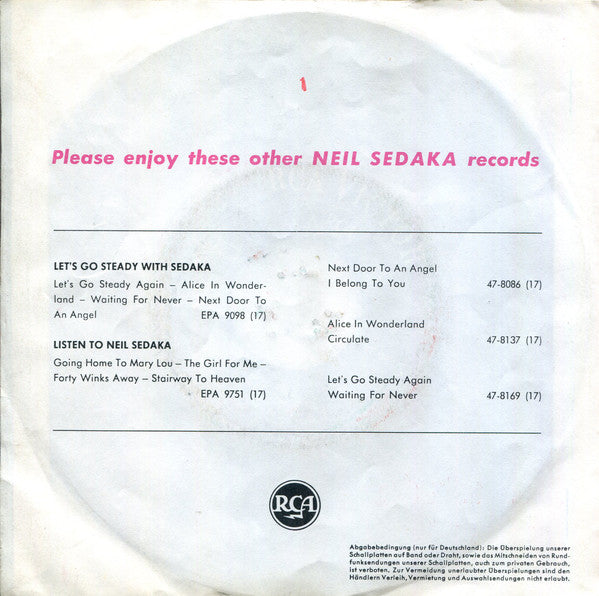 1
Please enjoy these other NEIL SEDAKA records
LET'S GO STEADY WITH SEDAKA
Let's Go Steady Again – Alice In Wonder-
land – Waiting For Never – Next Door To
An Angel EPA 9098 (17)
LISTEN TO NEIL SEDAKA
Going Home To Mary Lou – The Girl For Me –
Forty Winks Away – Stairway To Heaven
EPA 9751 (17)
Next Door To An Angel
I Belong To You 47-8086 (17)
Alice In Wonderland
Circulate 47-8137 (17)
Let's Go Steady Again
Waiting For Never 47-8169 (17)
RCA
Abgabebedingung (nur für Deutschland): Die Überspielung unserer
Schallplatten auf Band oder Draht, sowie das Mitschneiden von Rund-
funksendungen unserer Schallplatten, auch zum privaten Gebrauch,
ist verboten. Zur Vermeidung unerlaubter Überspielungen sind den
Händlern Verleih, Vermietung und Auswahlsendungen nicht erlaubt.